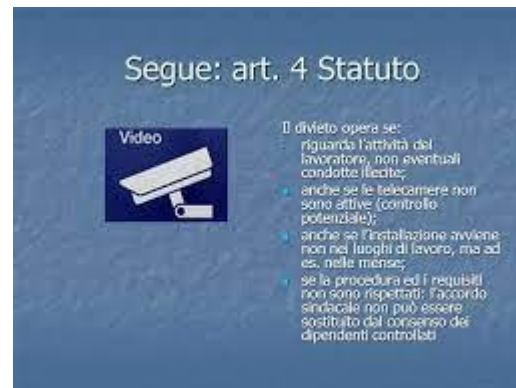 Segue: art. 4 Statuto
Video
Il divieto opera se:
riguarda l'attività del
lavoratore, non eventuali
condotte illecite;
anche se le telecamere non
sono attive (controllo
potenziale);
anche se l'installazione avviene
non nei luoghi di lavoro, ma ad
es. nelle mense;
se la procedura ed i requisiti
non sono rispettati: l'accordo
sindacale non può essere
sostituito dal consenso dei
dipendenti controllati